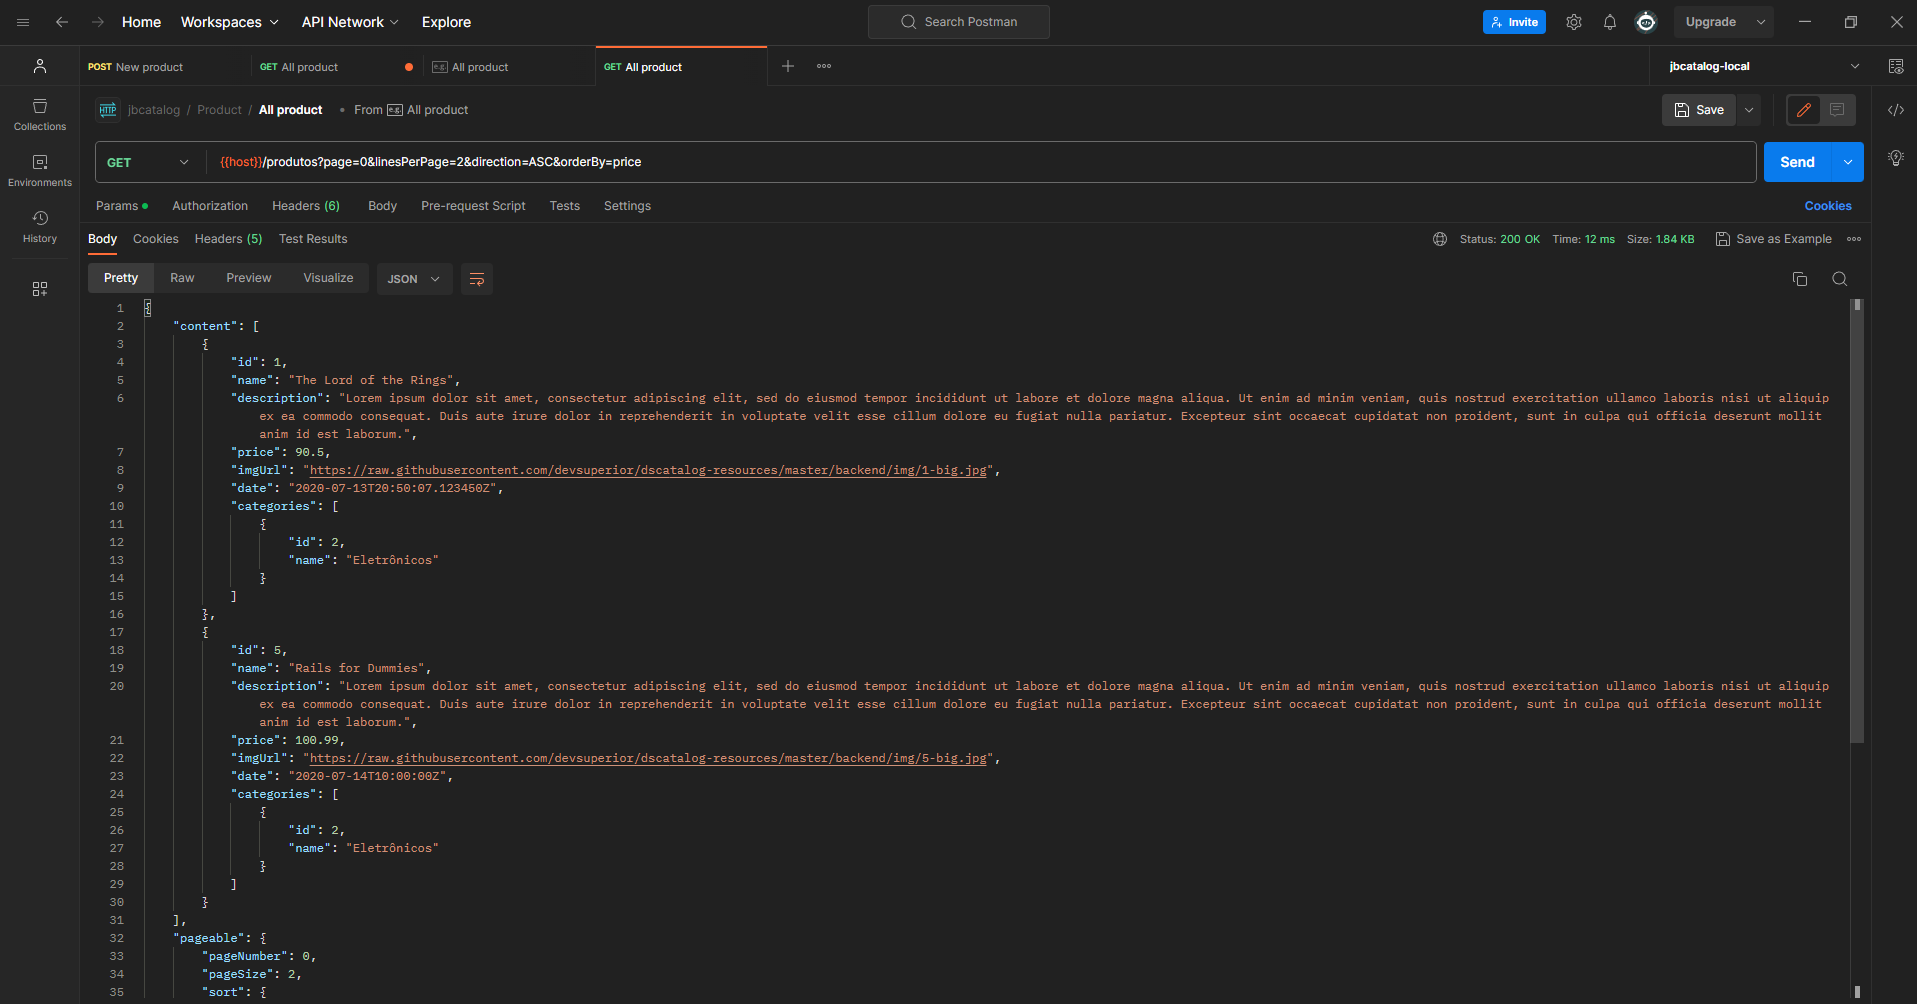 Home Workspaces API Network Explore Search Postman Invite Upgrade
POST New product GET All product e.g. All product GET All product jbcatalog-local
HTTP jbcatalog / Product / All product • From e.g. All product Save
Collections
GET {{host}}/produtos?page=0&linesPerPage=2&direction=ASC&orderBy=price Send
Environments
Params Authorization Headers (6) Body Pre-request Script Tests Settings Cookies
History
Body Cookies Headers (5) Test Results Status: 200 OK Time: 12 ms Size: 1.84 KB Save as Example
Pretty Raw Preview Visualize JSON
1 {
2 "content": [
3 {
4 "id": 1,
5 "name": "The Lord of the Rings",
6 "description": "Lorem ipsum dolor sit amet, consectetur adipiscing elit, sed do eiusmod tempor incididunt ut labore et dolore magna aliqua. Ut enim ad minim veniam, quis nostrud exercitation ullamco laboris nisi ut aliquip
ex ea commodo consequat. Duis aute irure dolor in reprehenderit in voluptate velit esse cillum dolore eu fugiat nulla pariatur. Excepteur sint occaecat cupidatat non proident, sunt in culpa qui officia deserunt mollit
anim id est laborum.",
7 "price": 90.5,
8 "imgUrl": "https://raw.githubusercontent.com/devsuperior/dscatalog-resources/master/backend/img/1-big.jpg",
9 "date": "2020-07-13T20:50:07.123450Z",
10 "categories": [
11 {
12 "id": 2,
13 "name": "Eletrônicos"
14 }
15 ]
16 },
17 {
18 "id": 5,
19 "name": "Rails for Dummies",
20 "description": "Lorem ipsum dolor sit amet, consectetur adipiscing elit, sed do eiusmod tempor incididunt ut labore et dolore magna aliqua. Ut enim ad minim veniam, quis nostrud exercitation ullamco laboris nisi ut aliquip
ex ea commodo consequat. Duis aute irure dolor in reprehenderit in voluptate velit esse cillum dolore eu fugiat nulla pariatur. Excepteur sint occaecat cupidatat non proident, sunt in culpa qui officia deserunt mollit
anim id est laborum.",
21 "price": 100.99,
22 "imgUrl": "https://raw.githubusercontent.com/devsuperior/dscatalog-resources/master/backend/img/5-big.jpg",
23 "date": "2020-07-14T10:00:00Z",
24 "categories": [
25 {
26 "id": 2,
27 "name": "Eletrônicos"
28 }
29 ]
30 }
31 ],
32 "pageable": {
33 "pageNumber": 0,
34 "pageSize": 2,
35 "sort": {